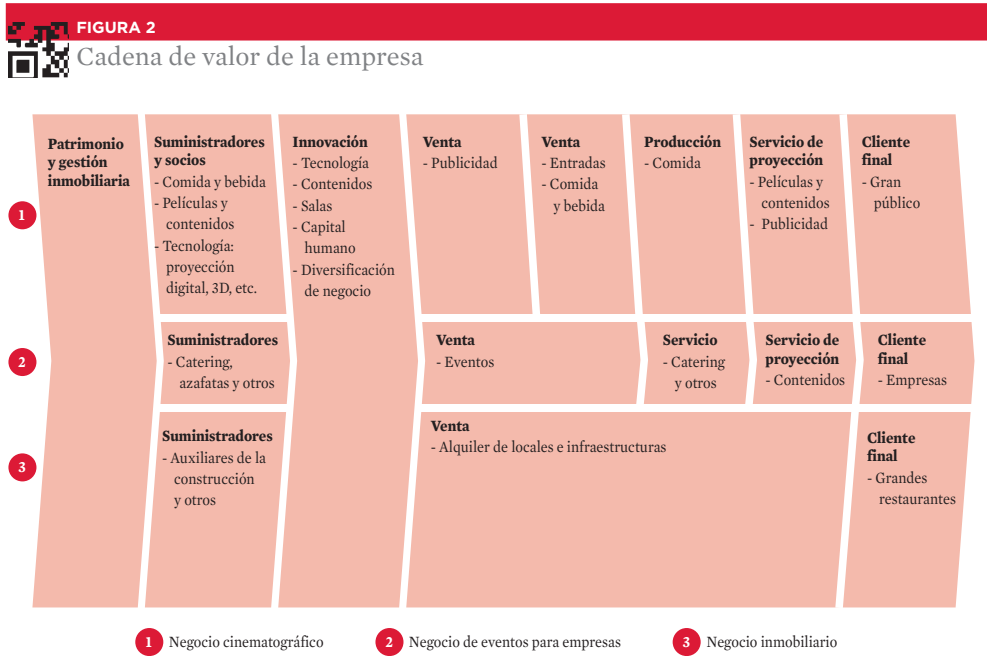 FIGURA 2
Cadena de valor de la empresa
1
Patrimonio
y gestión
inmobiliaria
Suministradores
y socios
- Comida y bebida
- Películas y
contenidos
- Tecnología:
proyección
digital, 3D, etc.
Innovación
- Tecnología
- Contenidos
- Salas
- Capital
humano
- Diversificación
de negocio
Venta
- Publicidad
Venta
- Entradas
- Comida
y bebida
Producción
- Comida
Servicio de
proyección
- Películas y
contenidos
- Publicidad
Cliente
final
- Gran
público
2
Suministradores
- Catering,
azafatas y otros
Venta
- Eventos
Servicio
- Catering
y otros
Servicio de
proyección
- Contenidos
Cliente
final
- Empresas
3
Suministradores
- Auxiliares de la
construcción
y otros
Venta
- Alquiler de locales e infraestructuras
Cliente
final
- Grandes
restaurantes
1 Negocio cinematográfico
2 Negocio de eventos para empresas
3 Negocio inmobiliario